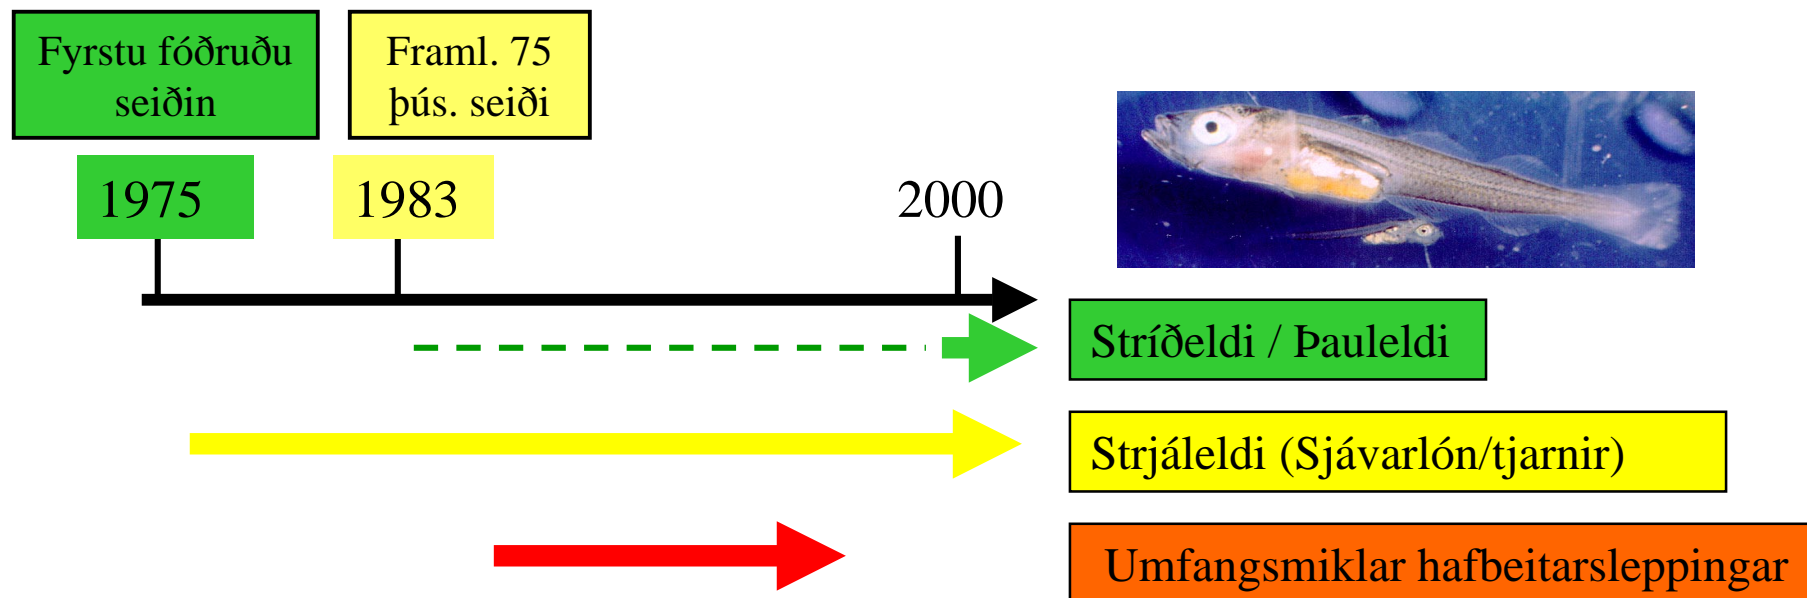 Fyrstu fóðruðu
seiðin
Framl. 75
þús. seiði
1975
1983
2000
Stríðeldi / Þauleldi
Strjáleldi (Sjávarlón/tjarnir)
Umfangsmiklar hafbeitarsleppingar